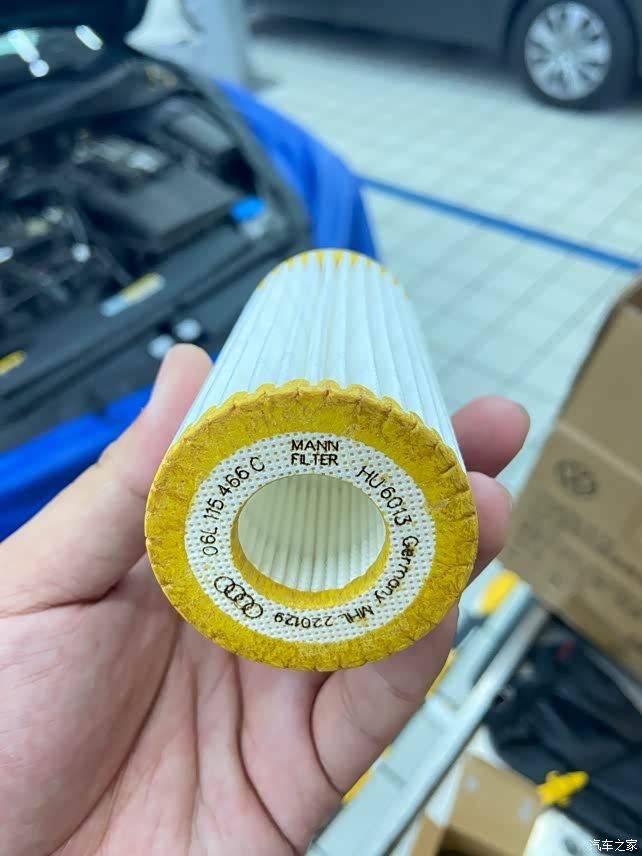 MANN
FILTER
HU 6013 Germany MHL 220129
06L 115 466 C
汽车之家